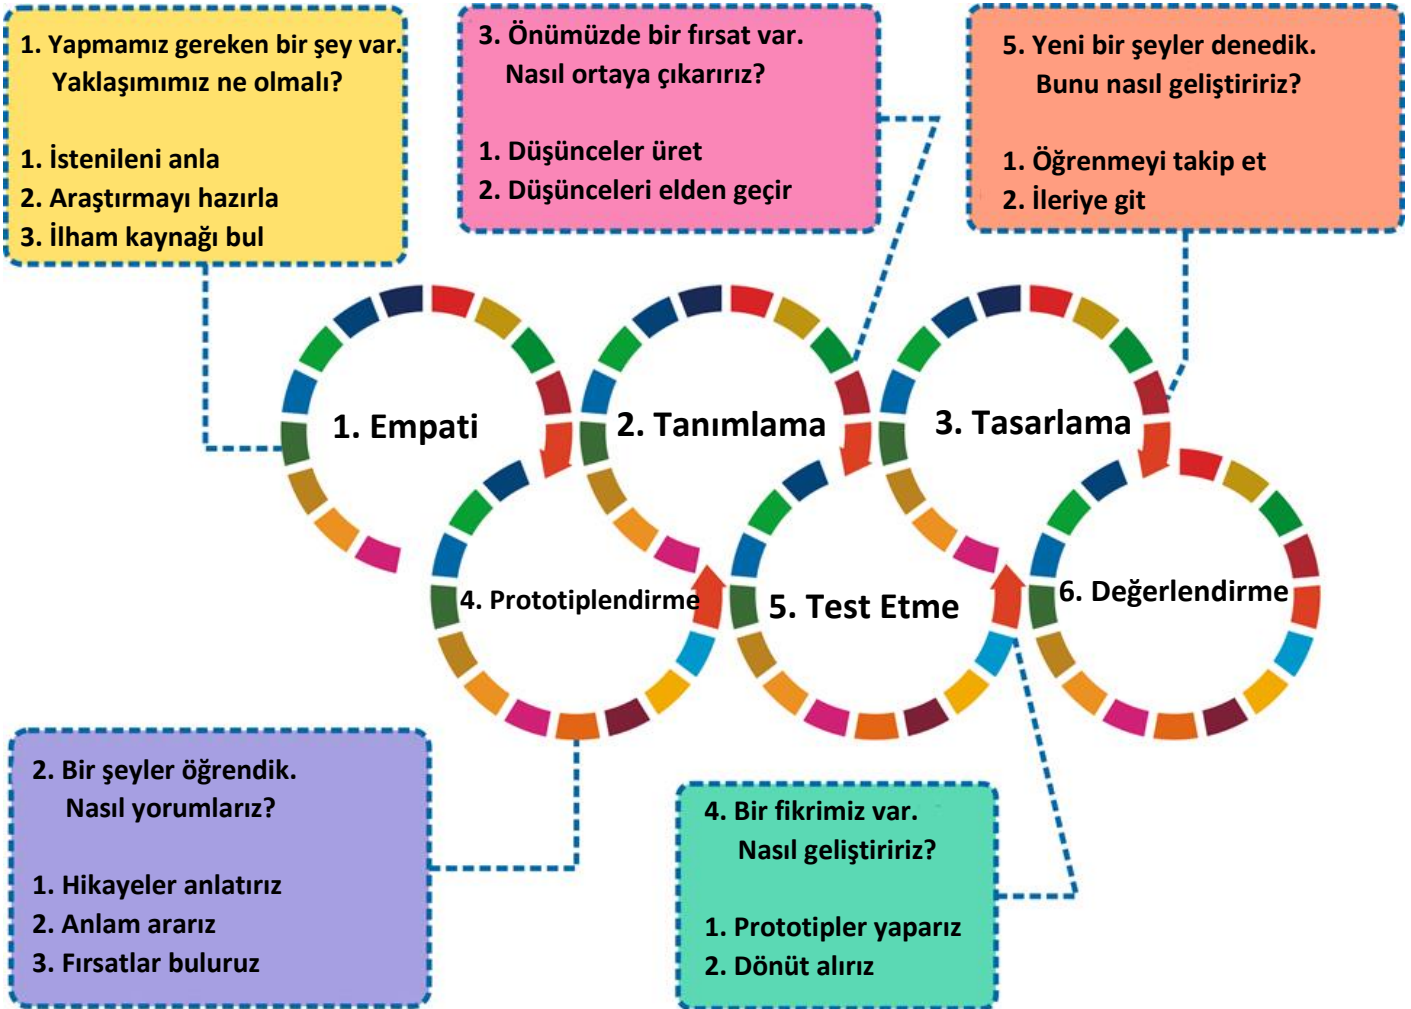 1. Yapmamız gereken bir şey var.
Yaklaşımımız ne olmalı?
1. İstenileni anla
2. Araştırmayı hazırla
3. İlham kaynağı bul
3. Önümüzde bir fırsat var.
Nasıl ortaya çıkarırız?
1. Düşünceler üret
2. Düşünceleri elden geçir
5. Yeni bir şeyler denedik.
Bunu nasıl geliştiririz?
1. Öğrenmeyi takip et
2. İleriye git
1. Empati
2. Tanımlama
3. Tasarlama
4. Prototiplendirme
5. Test Etme
6. Değerlendirme
2. Bir şeyler öğrendik.
Nasıl yorumlarız?
1. Hikayeler anlatırız
2. Anlam ararız
3. Fırsatlar buluruz
4. Bir fikrimiz var.
Nasıl geliştiririz?
1. Prototipler yaparız
2. Dönüt alırız